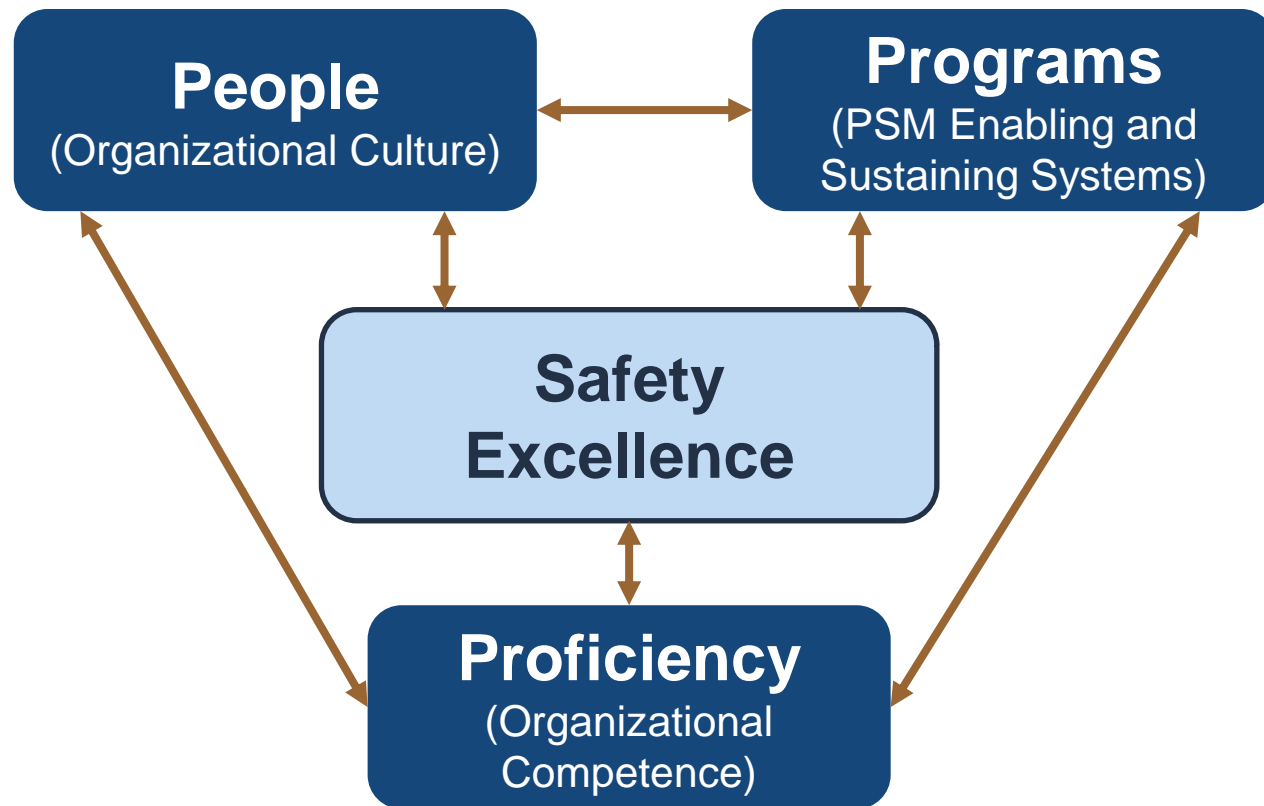 People
(Organizational Culture)
Programs
(PSM Enabling and
Sustaining Systems)
Safety
Excellence
Proficiency
(Organizational
Competence)